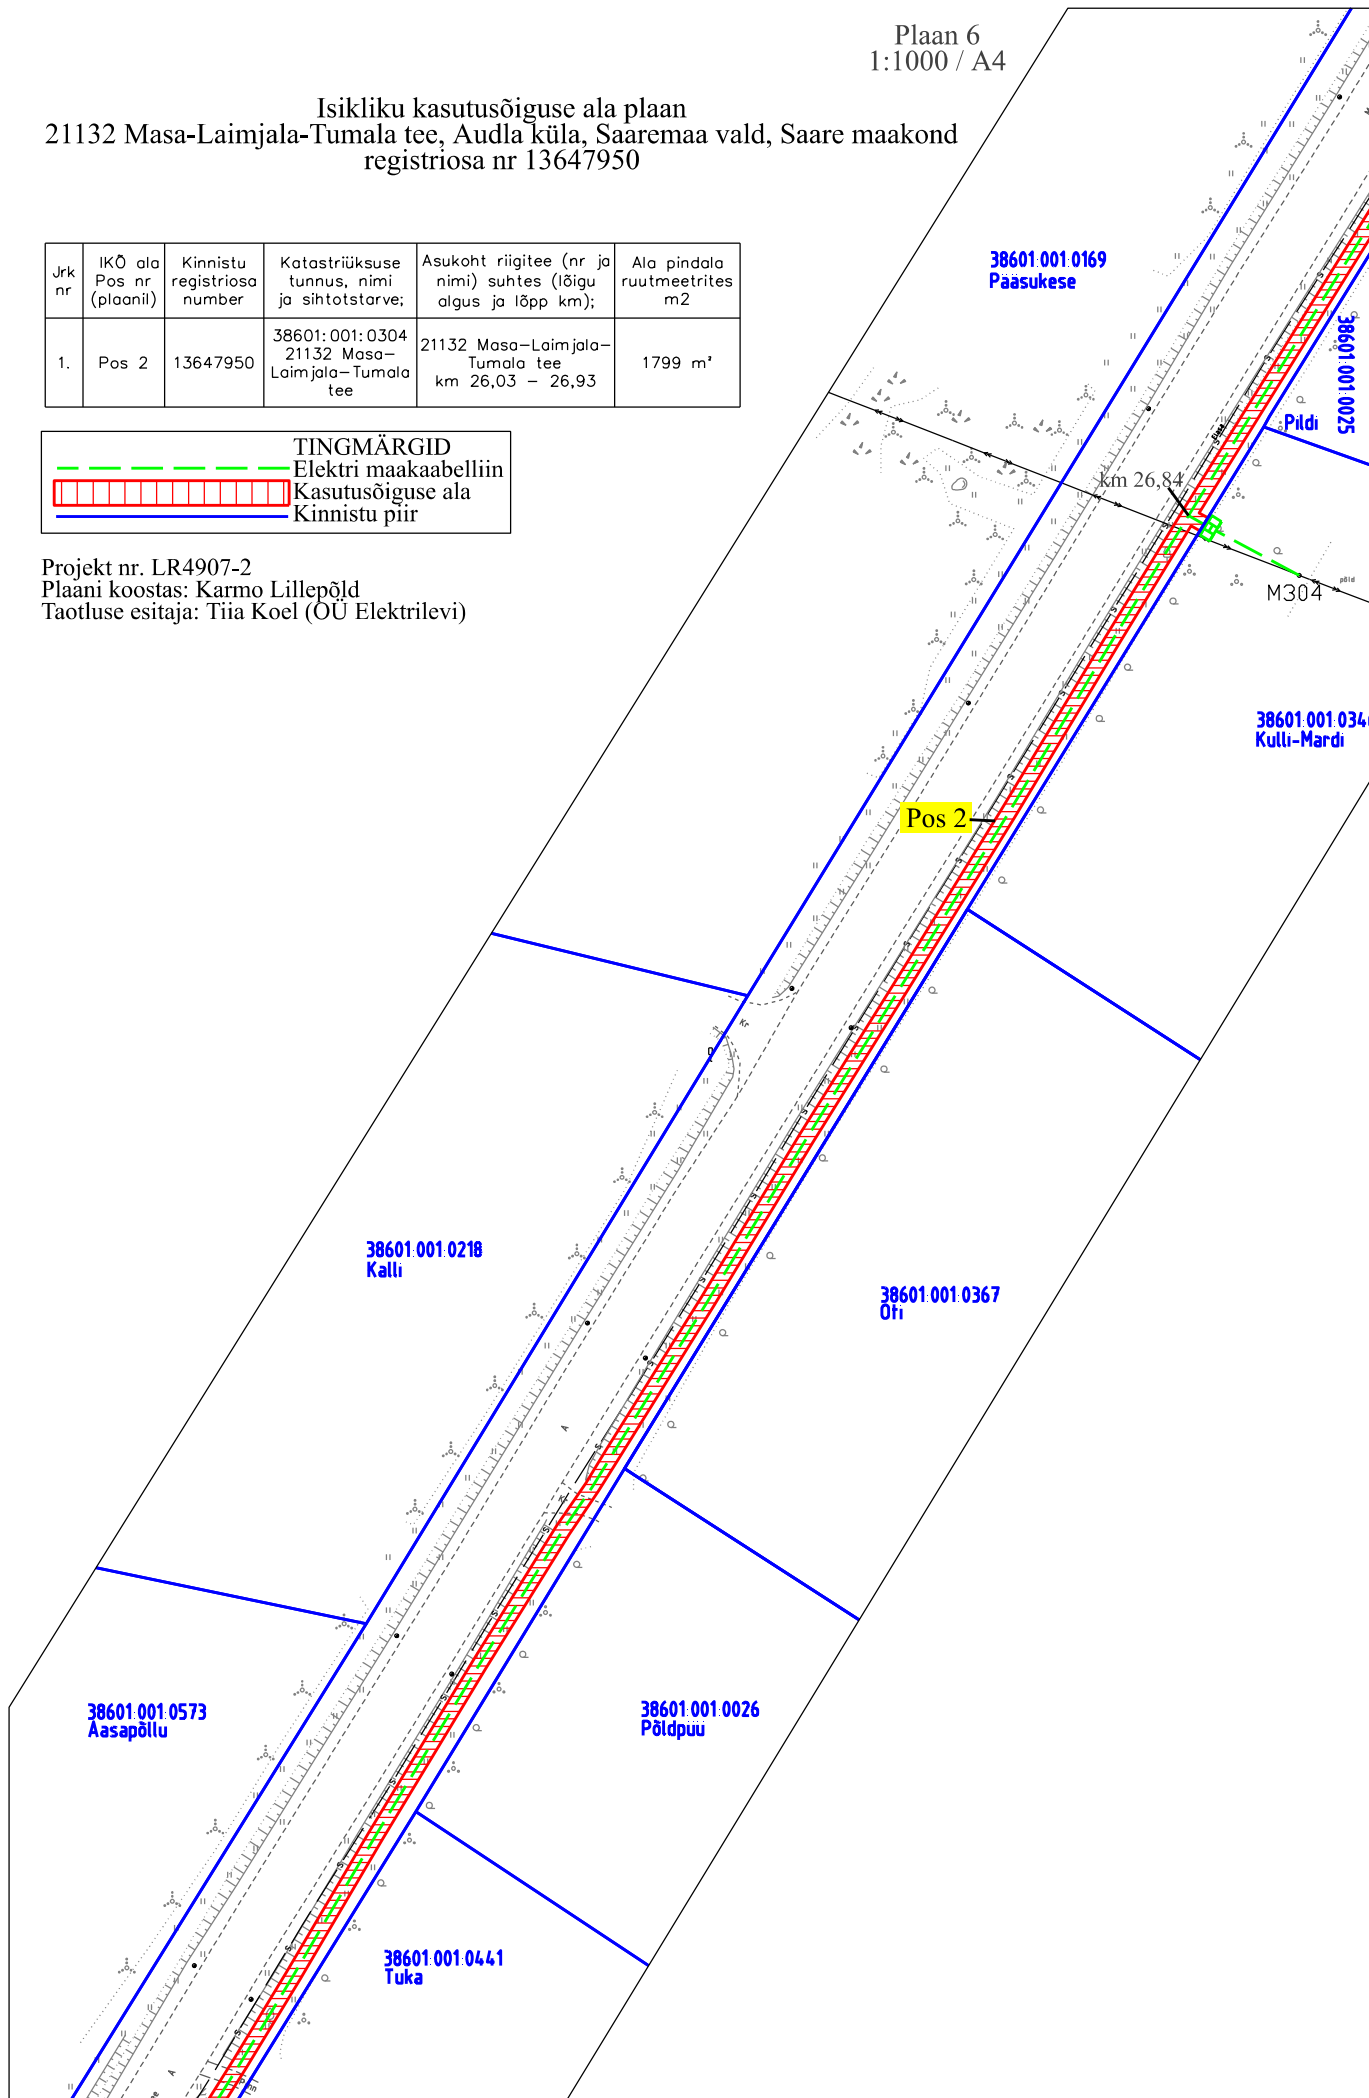 Plaan 6
1:1000 / A4
Isikliku kasutusõiguse ala plaan
21132 Masa-Laimjala-Tumala tee, Audla küla, Saaremaa vald, Saare maakond
registriosa nr 13647950
Jrk nr
IKÕ ala Pos nr (plaanil)
Kinnistu registriosa number
Katastriüksuse tunnus, nimi ja sihtotstarve;
Asukoht riigitee (nr ja nimi) suhtes (lõigu algus ja lõpp km);
Ala pindala ruutmeetrites m2
1.
Pos 2
13647950
38601:001:0304 21132 Masa-Laimjala-Tumala tee
21132 Masa-Laimjala-Tumala tee km 26,03 - 26,93
1799 m²
TINGMÄRGID
Elektri maakaabelliin
Kasutusõiguse ala
Kinnistu piir
Projekt nr. LR4907-2
Plaani koostas: Karmo Lillepõld
Taotluse esitaja: Tiia Koel (OÜ Elektrilevi)
38601:001:0169
Pääsukese
38601:001:0025
Pildi
km 26,84
M304
põld
38601:001:034
Kulli-Mardi
Pos 2
38601:001:0218
Kalli
38601:001:0367
Oti
38601:001:0573
Aasapõllu
38601:001:0026
Põldpuu
38601:001:0441
Tuka